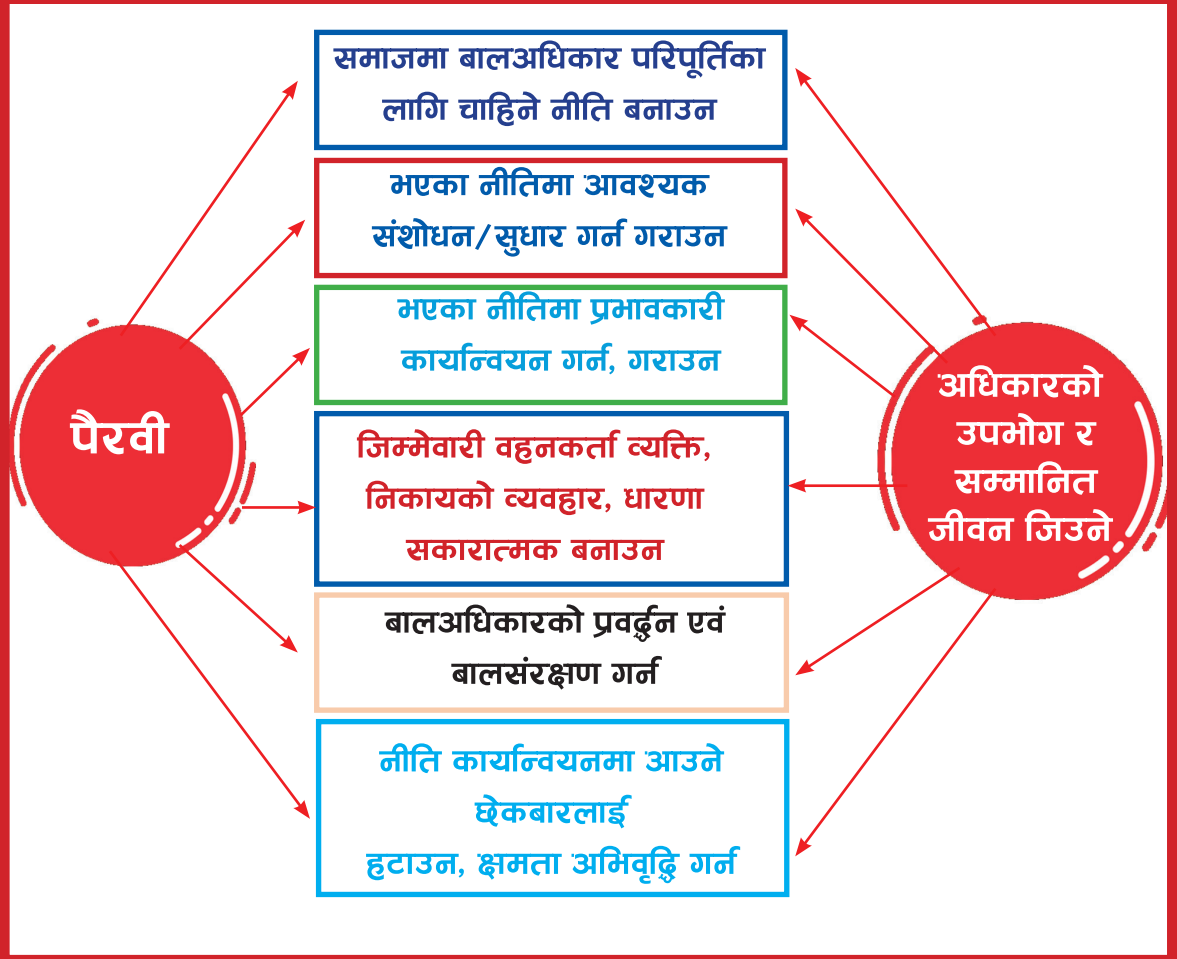 समाजमा बालअधिकार परिपूर्तिका
लागि चाहिने नीति बनाउन
भएका नीतिमा आवश्यक
संशोधन/सुधार गर्न गराउन
भएका नीतिमा प्रभावकारी
कार्यान्वयन गर्न, गराउन
जिम्मेवारी वहनकर्ता व्यक्ति,
निकायको व्यवहार, धारणा
सकारात्मक बनाउन
बालअधिकारको प्रवर्द्धन एवं
बालसंरक्षण गर्न
नीति कार्यान्वयनमा आउने
छेकबारलाई
हटाउन, क्षमता अभिवृद्धि गर्न
पैरवी
अधिकारको
उपभोग र
सम्मानित
जीवन जिउने